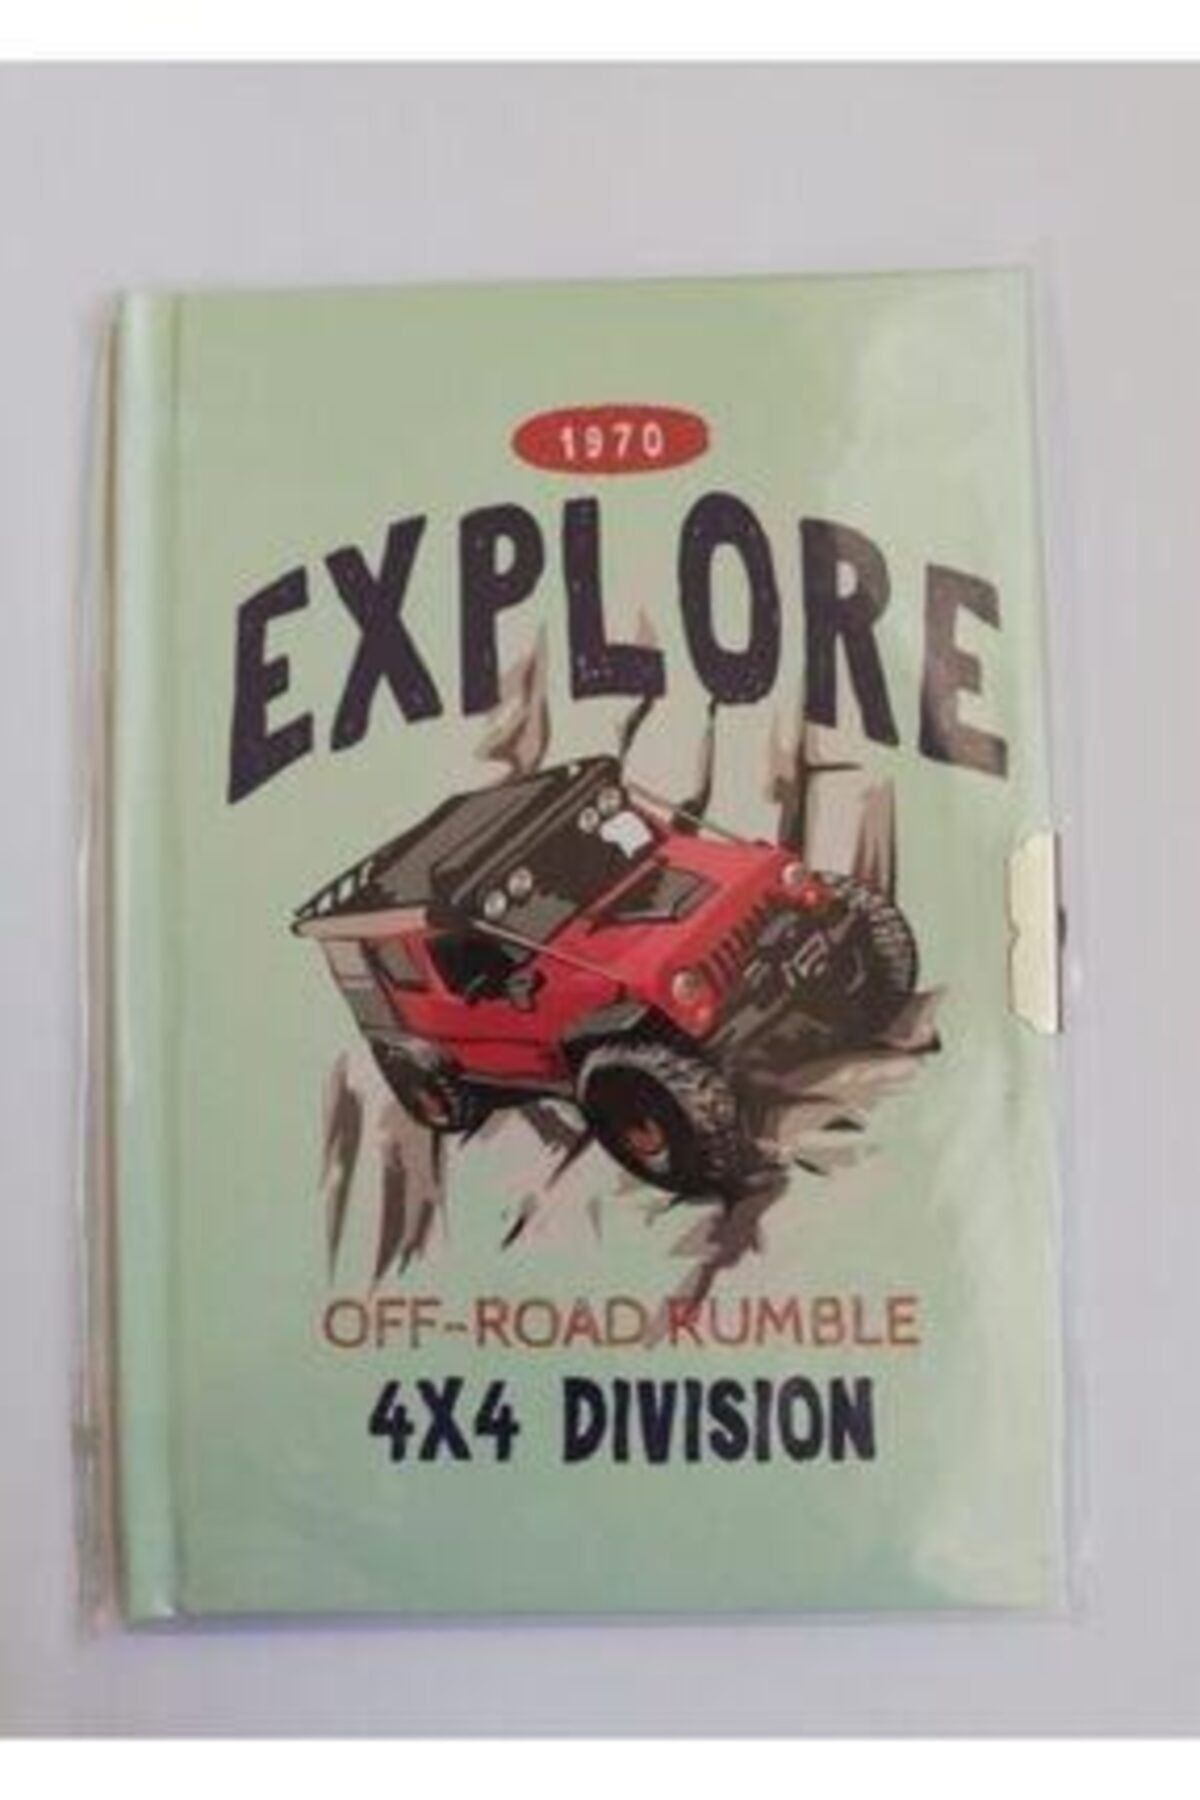 1970
EXPLORE
OFF-ROAD RUMBLE
4X4 DIVISION